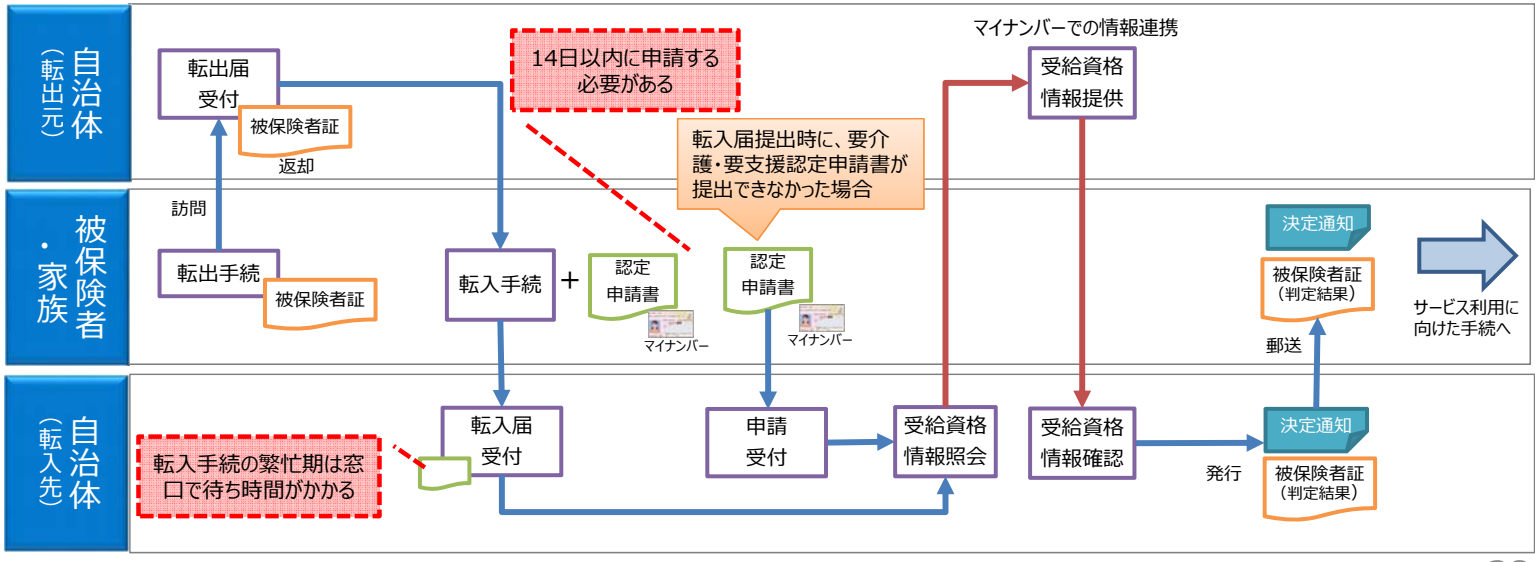 自治体
（転出元）
転出届
受付
被保険者証
返却
14日以内に申請する
必要がある
マイナンバーでの情報連携
受給資格
情報提供
転入届提出時に、要介
護・要支援認定申請書が
提出できなかった場合
被保険者
・家族
訪問
転出手続
被保険者証
転入手続
＋
認定
申請書
マイナンバー
認定
申請書
マイナンバー
決定通知
被保険者証
（判定結果）
郵送
サービス利用に
向けた手続へ
自治体
（転入先）
転入手続の繁忙期は窓
口で待ち時間がかかる
転入届
受付
申請
受付
受給資格
情報照会
受給資格
情報確認
発行
決定通知
被保険者証
（判定結果）